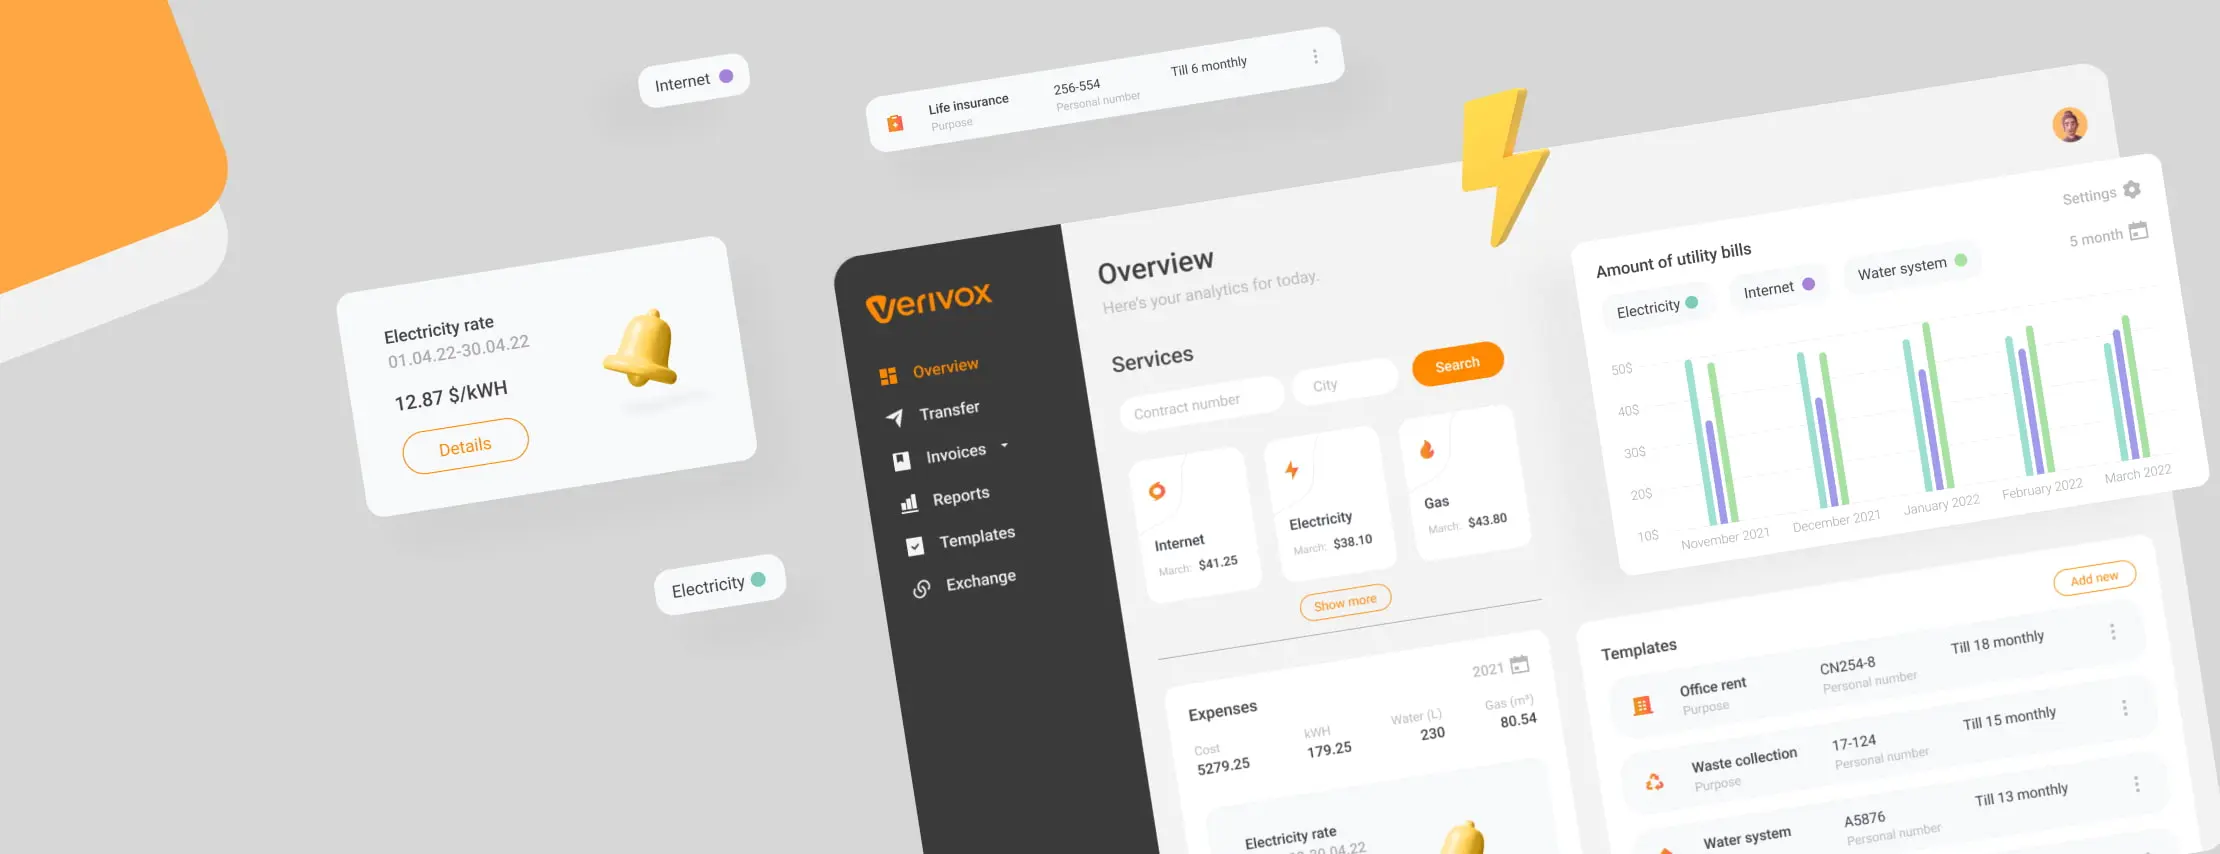 Internet
Life insurance
Purpose
256-554
Personal number
Till 6 monthly
Electricity rate
01.04.22-30.04.22
12.87 $/kWH
Details
Electricity
Verivox
Overview
Transfer
Invoices
Reports
Templates
Exchange
Overview
Here's your analytics for today.
Services
Contract number
City
Search
Internet
March: $41.25
Electricity
March: $38.10
Gas
March: $43.80
Show more
Expenses
2021
Cost
5279.25
kWH
179.25
Water (L)
230
Gas (m³)
80.54
Electricity rate
30.04.22
Settings
5 month
Amount of utility bills
Electricity
Internet
Water system
50$
40$
30$
20$
10$
November 2021
December 2021
January 2022
February 2022
March 2022
Add new
Templates
Office rent
Purpose
CN254-8
Personal number
Till 18 monthly
Waste collection
Purpose
17-124
Personal number
Till 15 monthly
Water system
A5876
Personal number
Till 13 monthly